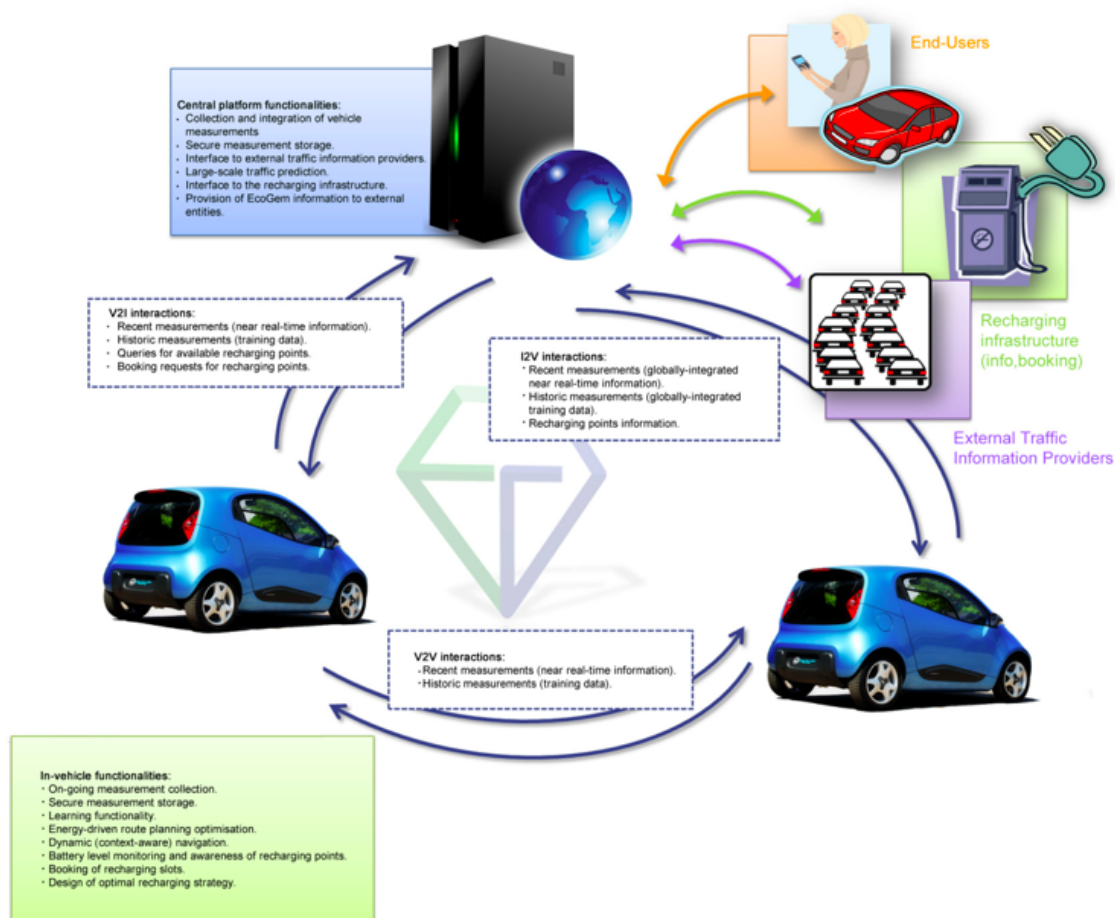 End-Users
Central platform functionalities:
· Collection and integration of vehicle
measurements
· Secure measurement storage.
· Interface to external traffic information providers.
· Large-scale traffic prediction.
· Interface to the recharging infrastructure.
· Provision of EcoGem information to external
entities.
V2I interactions:
· Recent measurements (near real-time information).
· Historic measurements (training data).
· Queries for available recharging points.
· Booking requests for recharging points.
I2V interactions:
· Recent measurements (globally-integrated
near real-time information).
· Historic measurements (globally-integrated
training data).
· Recharging points information.
Recharging
infrastructure
(info,booking)
External Traffic
Information Providers
V2V interactions:
-Recent measurements (near real-time information).
·Historic measurements (training data).
In-vehicle functionalities:
· On-going measurement collection.
· Secure measurement storage.
· Learning functionality.
· Energy-driven route planning optimisation.
· Dynamic (context-aware) navigation.
· Battery level monitoring and awareness of recharging points.
· Booking of recharging slots.
· Design of optimal recharging strategy.